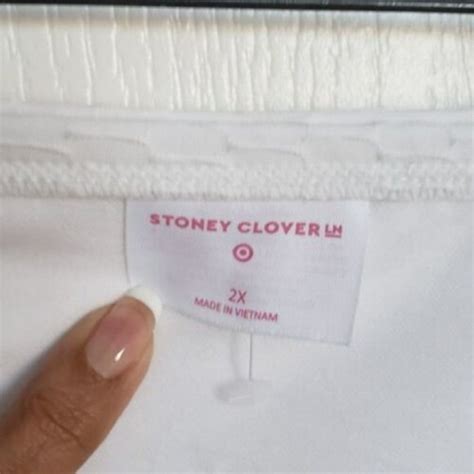 STONEY CLOVER LN
2X
MADE IN VIETNAM